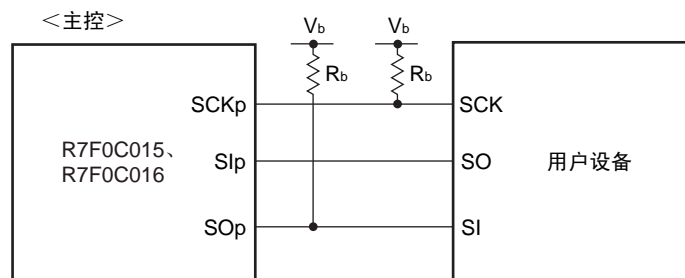 ＜主控＞
Vb
Vb
Rb
Rb
SCKp
SCK
R7F0C015、
R7F0C016
SIp
SO
用户设备
SOp
SI